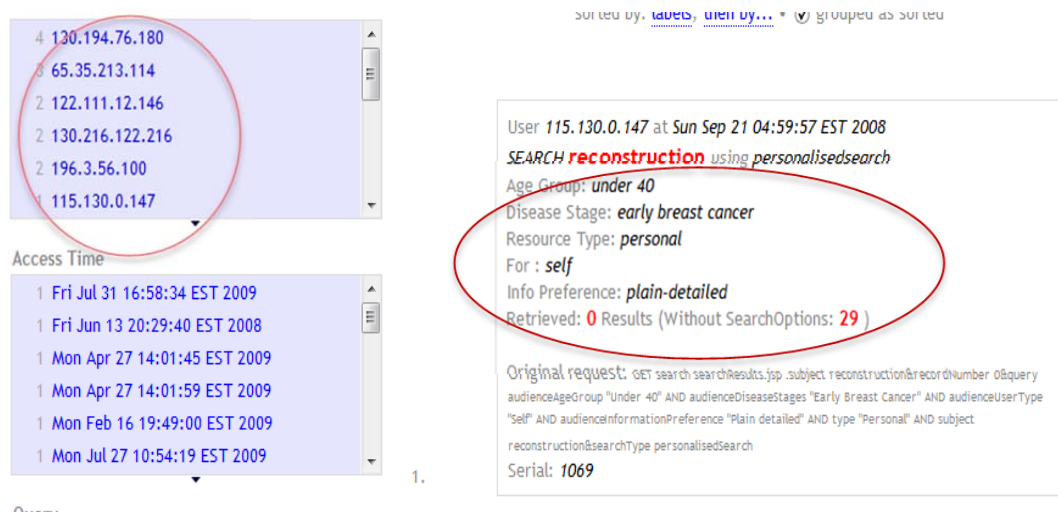 sorted by: labels, then by... • grouped as sorted
4 130.194.76.180
3 65.35.213.114
2 122.111.12.146
2 130.216.122.216
2 196.3.56.100
1 115.130.0.147
Access Time
1 Fri Jul 31 16:58:34 EST 2009
1 Fri Jun 13 20:29:40 EST 2008
1 Mon Apr 27 14:01:45 EST 2009
1 Mon Apr 27 14:01:59 EST 2009
1 Mon Feb 16 19:49:00 EST 2009
1 Mon Jul 27 10:54:19 EST 2009
Query
1.
User 115.130.0.147 at Sun Sep 21 04:59:57 EST 2008
SEARCH reconstruction using personalisedsearch
Age Group: under 40
Disease Stage: early breast cancer
Resource Type: personal
For : self
Info Preference: plain-detailed
Retrieved: 0 Results (Without SearchOptions: 29 )
Original request: GET search searchResults.jsp .subject reconstruction&recordNumber 0&query
audienceAgeGroup "Under 40" AND audienceDiseaseStages "Early Breast Cancer" AND audienceUserType
"Self" AND audienceInformationPreference "Plain detailed" AND type "Personal" AND subject
reconstruction&searchType personalisedSearch
Serial: 1069